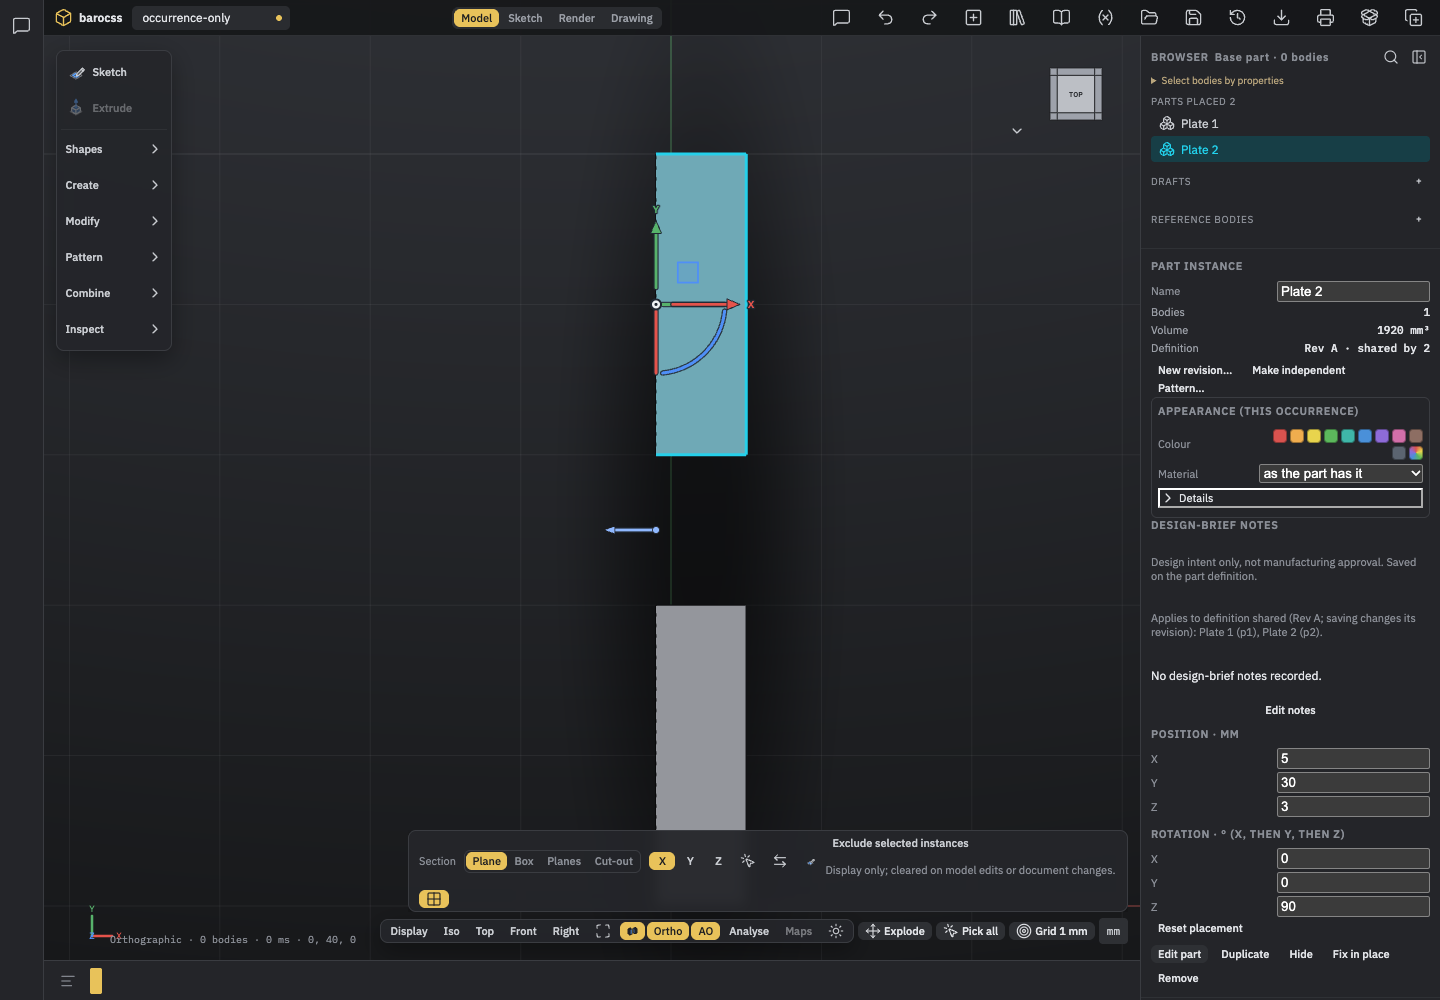 barocss
occurrence-only
Model
Sketch
Render
Drawing
Sketch
Extrude
Shapes
Create
Modify
Pattern
Combine
Inspect
TOP
Y
X
BROWSER Base part · 0 bodies
Select bodies by properties
PARTS PLACED 2
Plate 1
Plate 2
DRAFTS +
REFERENCE BODIES +
PART INSTANCE
Name Plate 2
Bodies 1
Volume 1920 mm³
Definition Rev A · shared by 2
New revision... Make independent
Pattern...
APPEARANCE (THIS OCCURRENCE)
Colour
Material as the part has it
Details
DESIGN-BRIEF NOTES
Design intent only, not manufacturing approval. Saved
on the part definition.
Applies to definition shared (Rev A; saving changes its
revision): Plate 1 (p1), Plate 2 (p2).
No design-brief notes recorded.
Edit notes
POSITION · MM
X 5
Y 30
Z 3
ROTATION · ° (X, THEN Y, THEN Z)
X 0
Y 0
Z 90
Reset placement
Edit part Duplicate Hide Fix in place
Remove
Exclude selected instances
Section Plane Box Planes Cut-out X Y Z
Display only; cleared on model edits or document changes.
Display Iso Top Front Right Ortho AO Analyse Maps Explode Pick all Grid 1 mm mm
Y
Z X
Orthographic · 0 bodies · 0 ms · 0, 40, 0